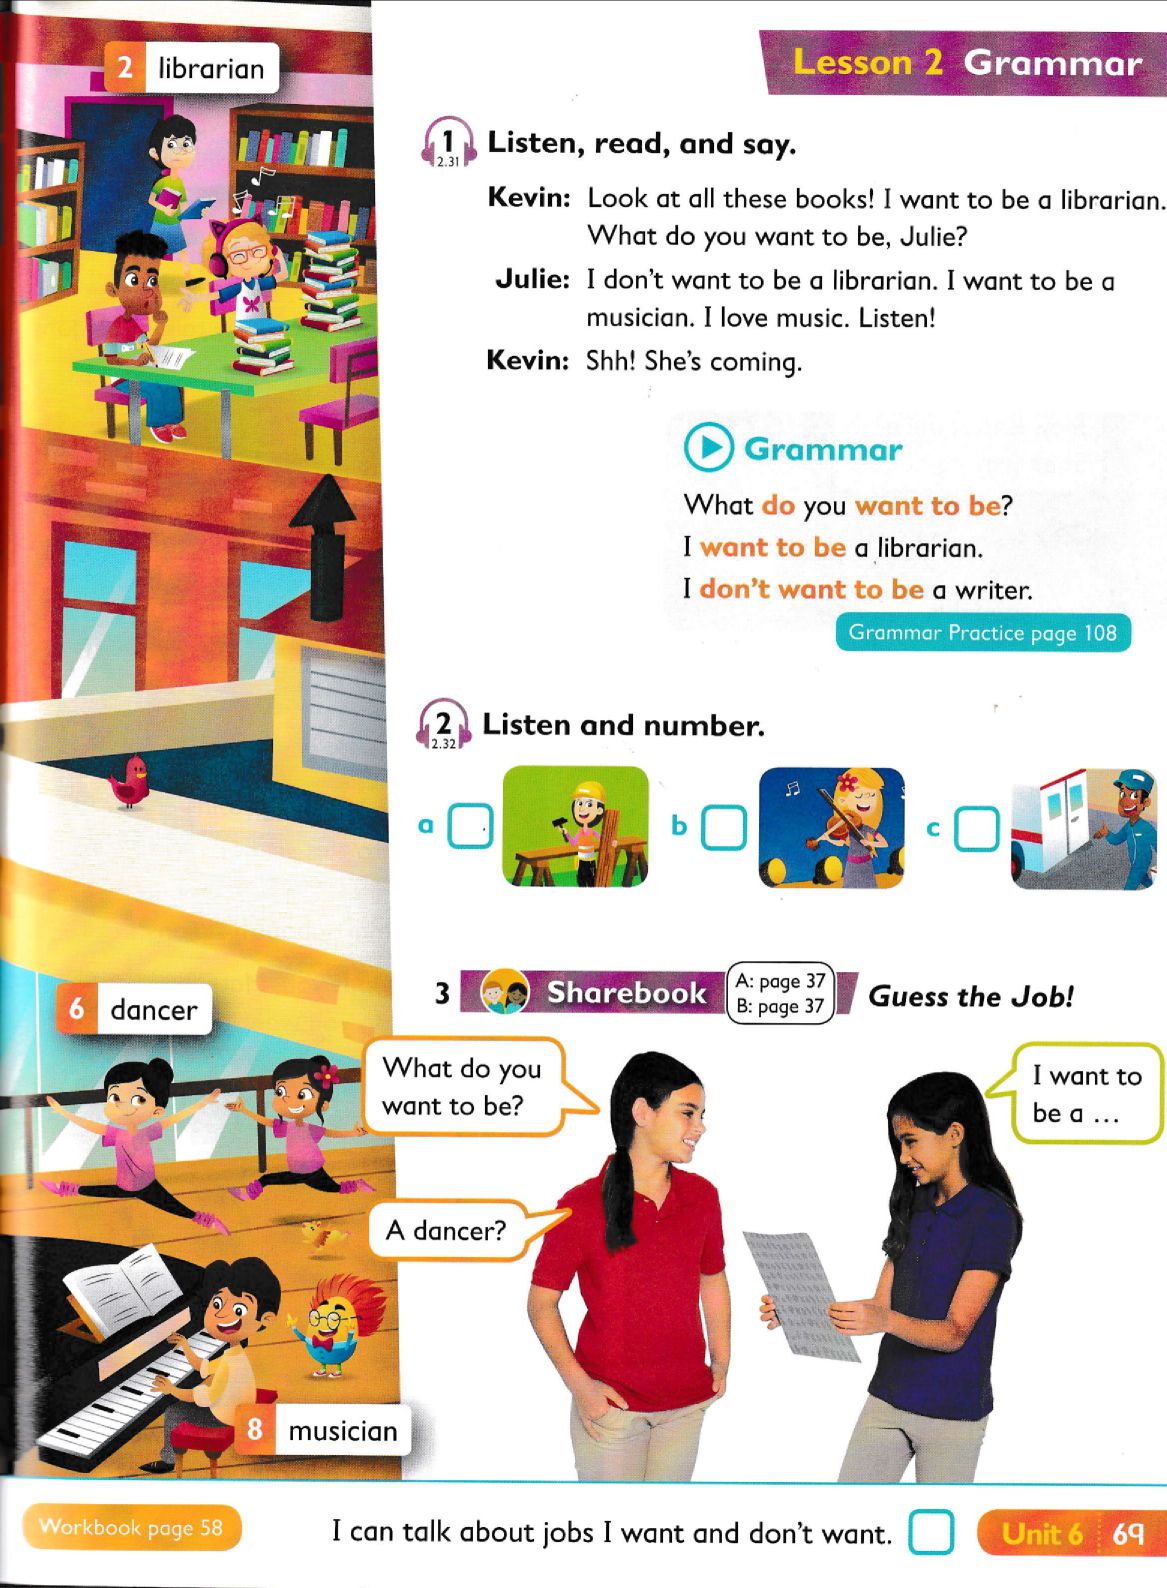 2 librarian
Lesson 2 Grammar
1 Listen, read, and say.
2.31
Kevin: Look at all these books! I want to be a librarian.
What do you want to be, Julie?
Julie: I don't want to be a librarian. I want to be a
musician. I love music. Listen!
Kevin: Shh! She's coming.
Grammar
What do you want to be?
I want to be a librarian.
I don't want to be a writer.
Grammar Practice page 108
2 Listen and number.
2.32
a
b
c
6 dancer
3 Sharebook
A: page 37
B: page 37
Guess the Job!
What do you
want to be?
I want to
be a ...
A dancer?
8 musician
Workbook page 58
I can talk about jobs I want and don't want.
Unit 6 69